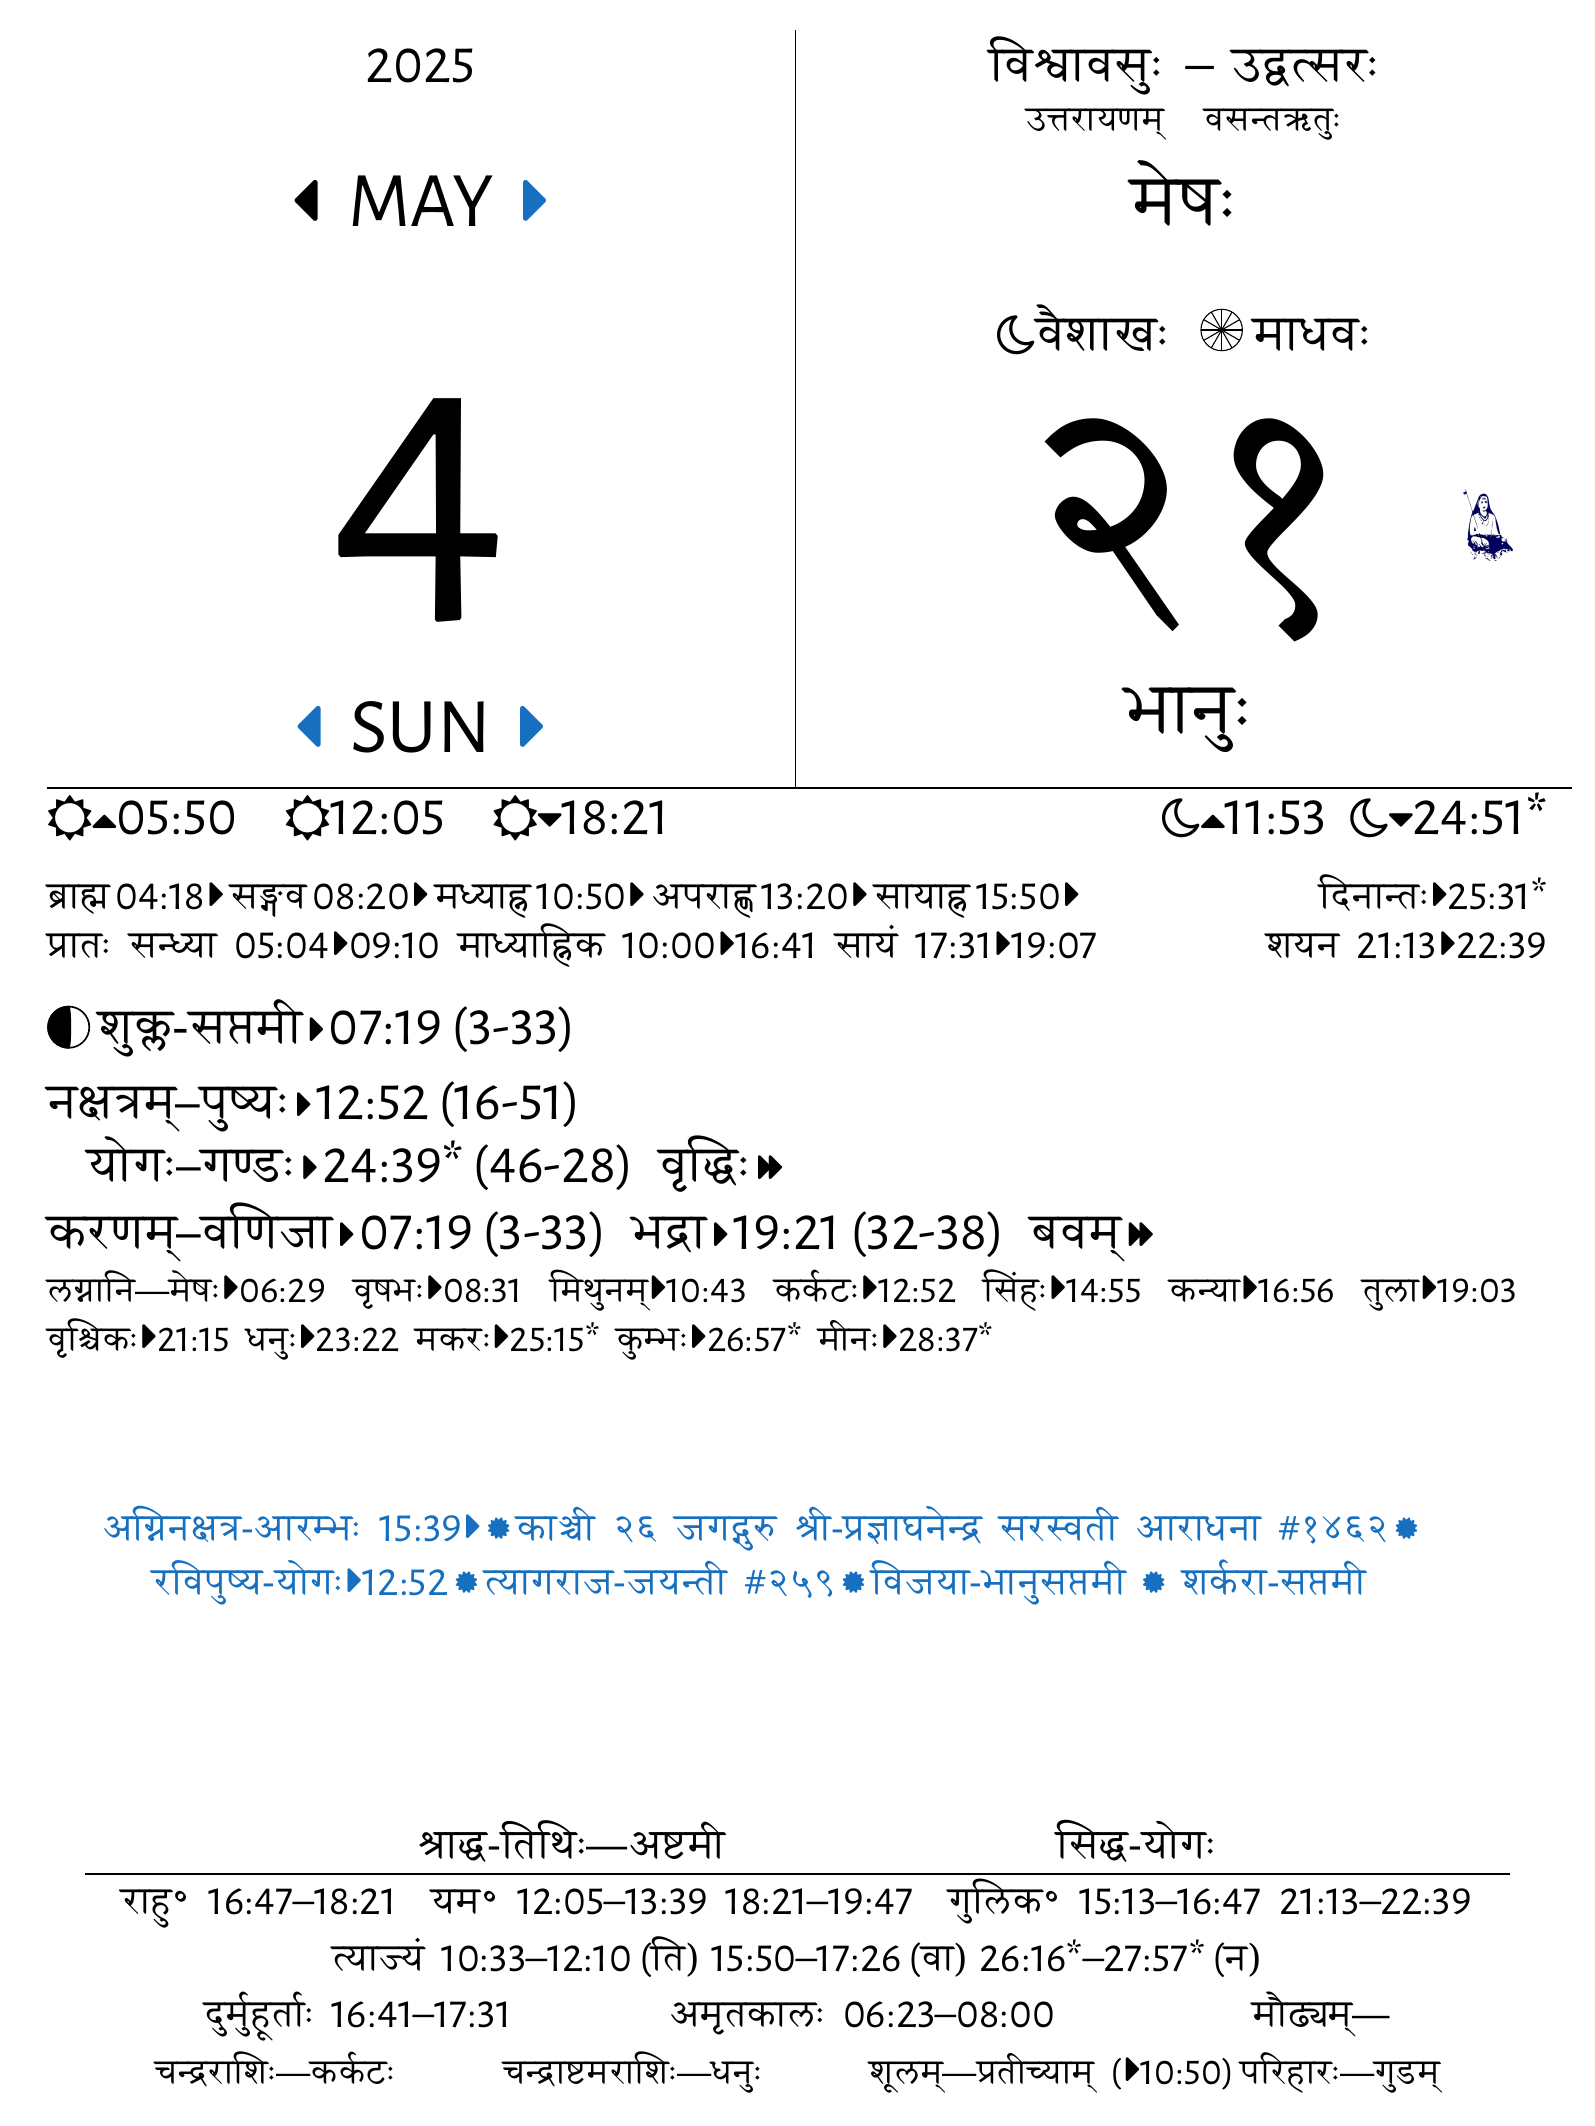 2025
विश्वावसुः – उद्वत्सरः
उत्तरायणम् वसन्तऋतुः
MAY
मेषः
वैशाखः माधवः
4
२१
SUN
भानुः
05:50 12:05 18:21 11:53 24:51*
ब्राह्म 04:18 सङ्गव 08:20 मध्याह्न 10:50 अपराह्ण 13:20 सायाह्न 15:50 दिनान्तः 25:31*
प्रातः सन्ध्या 05:04 09:10 माध्याह्निक 10:00 16:41 सायं 17:31 19:07 शयन 21:13 22:39
शुक्ल-सप्तमी 07:19 (3-33)
नक्षत्रम्–पुष्यः 12:52 (16-51)
योगः–गण्डः 24:39* (46-28) वृद्धिः
करणम्–वणिजा 07:19 (3-33) भद्रा 19:21 (32-38) बवम्
लग्नानि—मेषः 06:29 वृषभः 08:31 मिथुनम् 10:43 कर्कटः 12:52 सिंहः 14:55 कन्या 16:56 तुला 19:03
वृश्चिकः 21:15 धनुः 23:22 मकरः 25:15* कुम्भः 26:57* मीनः 28:37*
अग्निनक्षत्र-आरम्भः 15:39 काञ्ची २६ जगद्गुरु श्री-प्रज्ञाघनेन्द्र सरस्वती आराधना #१४६२
रविपुष्य-योगः 12:52 त्यागराज-जयन्ती #२५९ विजया-भानुसप्तमी शर्करा-सप्तमी
श्राद्ध-तिथिः—अष्टमी सिद्ध-योगः
राहु॰ 16:47–18:21 यम॰ 12:05–13:39 18:21–19:47 गुलिक॰ 15:13–16:47 21:13–22:39
त्याज्यं 10:33–12:10 (ति) 15:50–17:26 (वा) 26:16*–27:57* (न)
दुर्मुहूर्ताः 16:41–17:31 अमृतकालः 06:23–08:00 मौढ्यम्—
चन्द्रराशिः—कर्कटः चन्द्राष्टमराशिः—धनुः शूलम्—प्रतीच्याम् (10:50) परिहारः—गुडम्